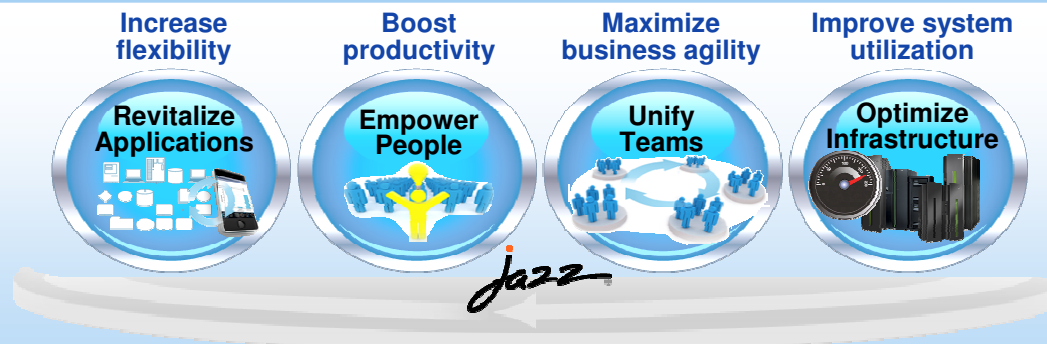 Increase
flexibility
Boost
productivity
Maximize
business agility
Improve system
utilization
Revitalize
Applications
Empower
People
Unify
Teams
Optimize
Infrastructure
jazz